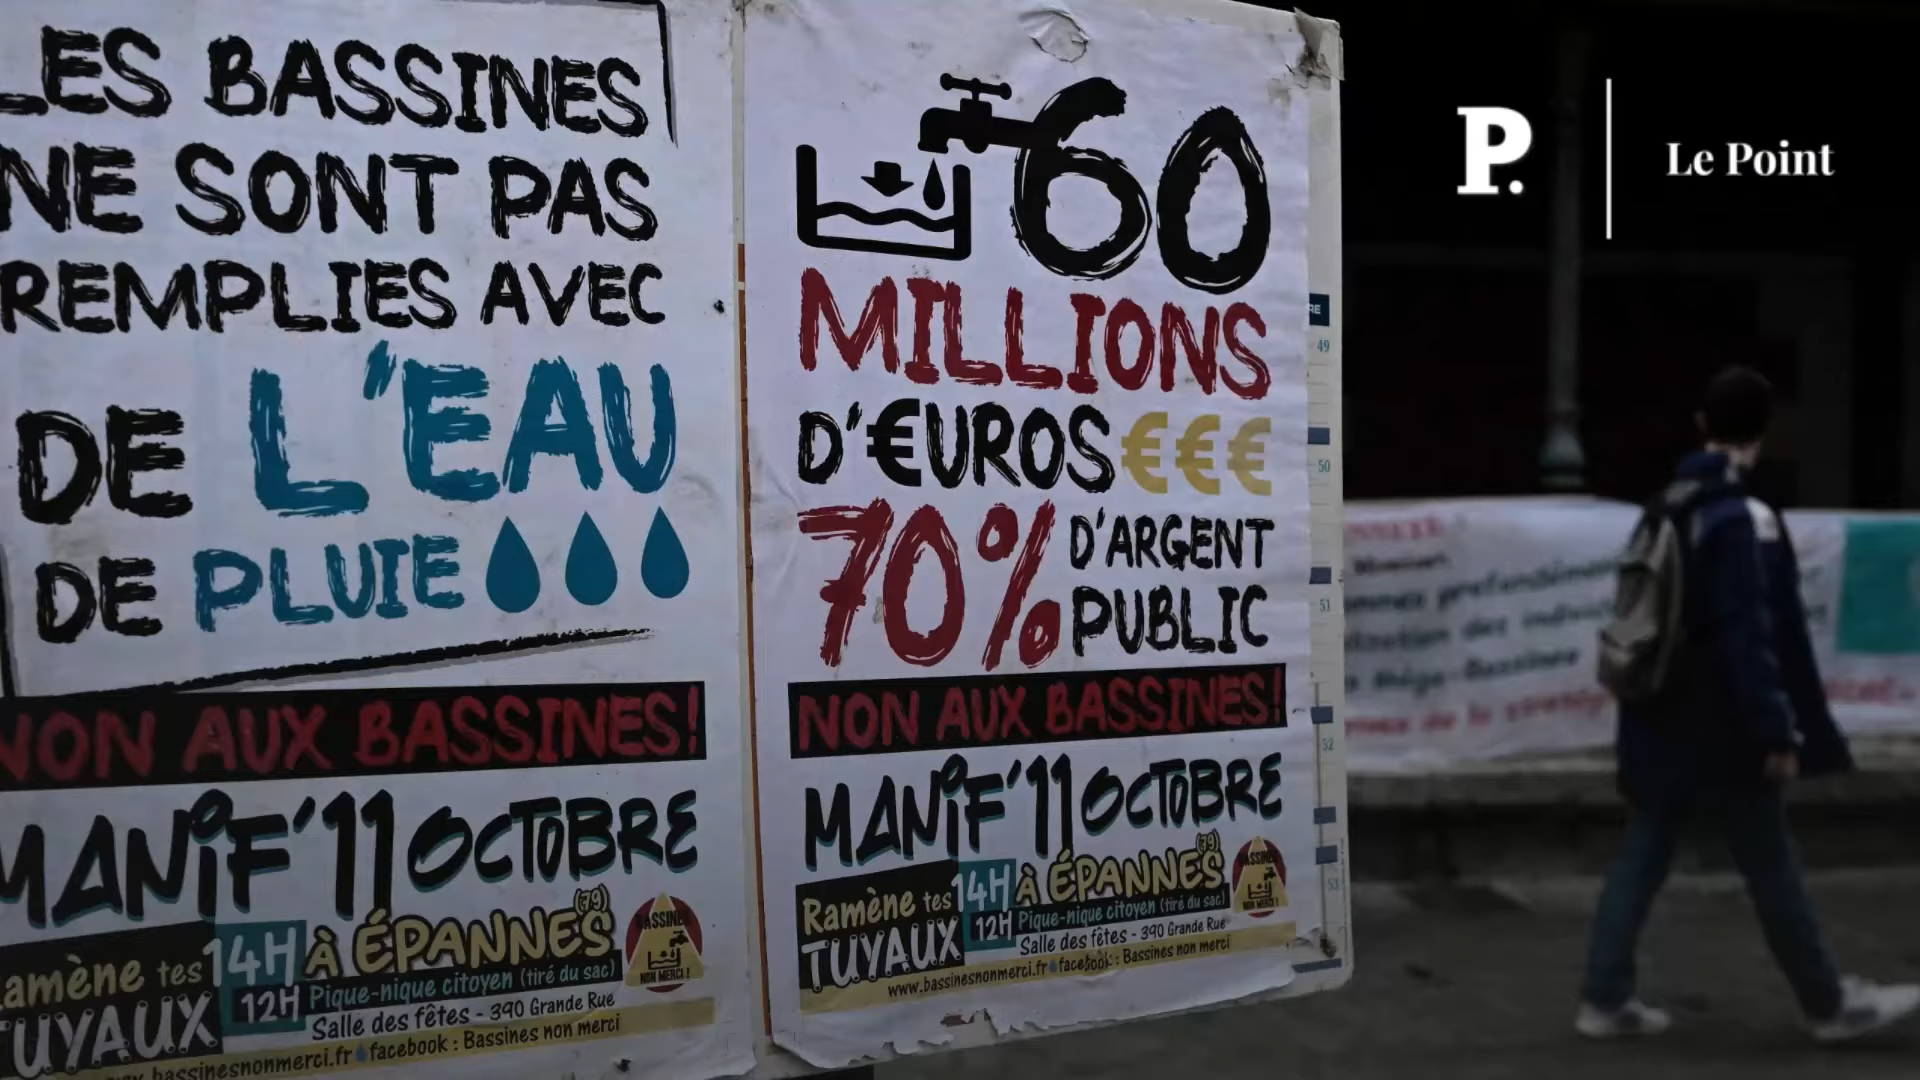 LES BASSINES
NE SONT PAS
REMPLIES AVEC
DE L'EAU
DE PLUIE
NON AUX BASSINES!
MANIF' 11 OCTOBRE
Ramène tes TUYAUX
14H À ÉPANNES (79)
12H Pique-nique citoyen (tiré du sac)
Salle des fêtes - 390 Grande Rue
www.bassinesnonmerci.fr facebook : Bassines non merci
BASSINES
NON MERCI !
60
MILLIONS
D'€UROS €€€
70% D'ARGENT
PUBLIC
NON AUX BASSINES!
MANIF' 11 OCTOBRE
Ramène tes
TUYAUX
14H À ÉPANNES (79)
12H Pique-nique citoyen (tiré du sac)
Salle des fêtes - 390 Grande Rue
www.bassinesnonmerci.fr facebook : Bassines non merci
BASSINES
NON MERCI !
RE
49
50
51
52
53
P. | Le Point